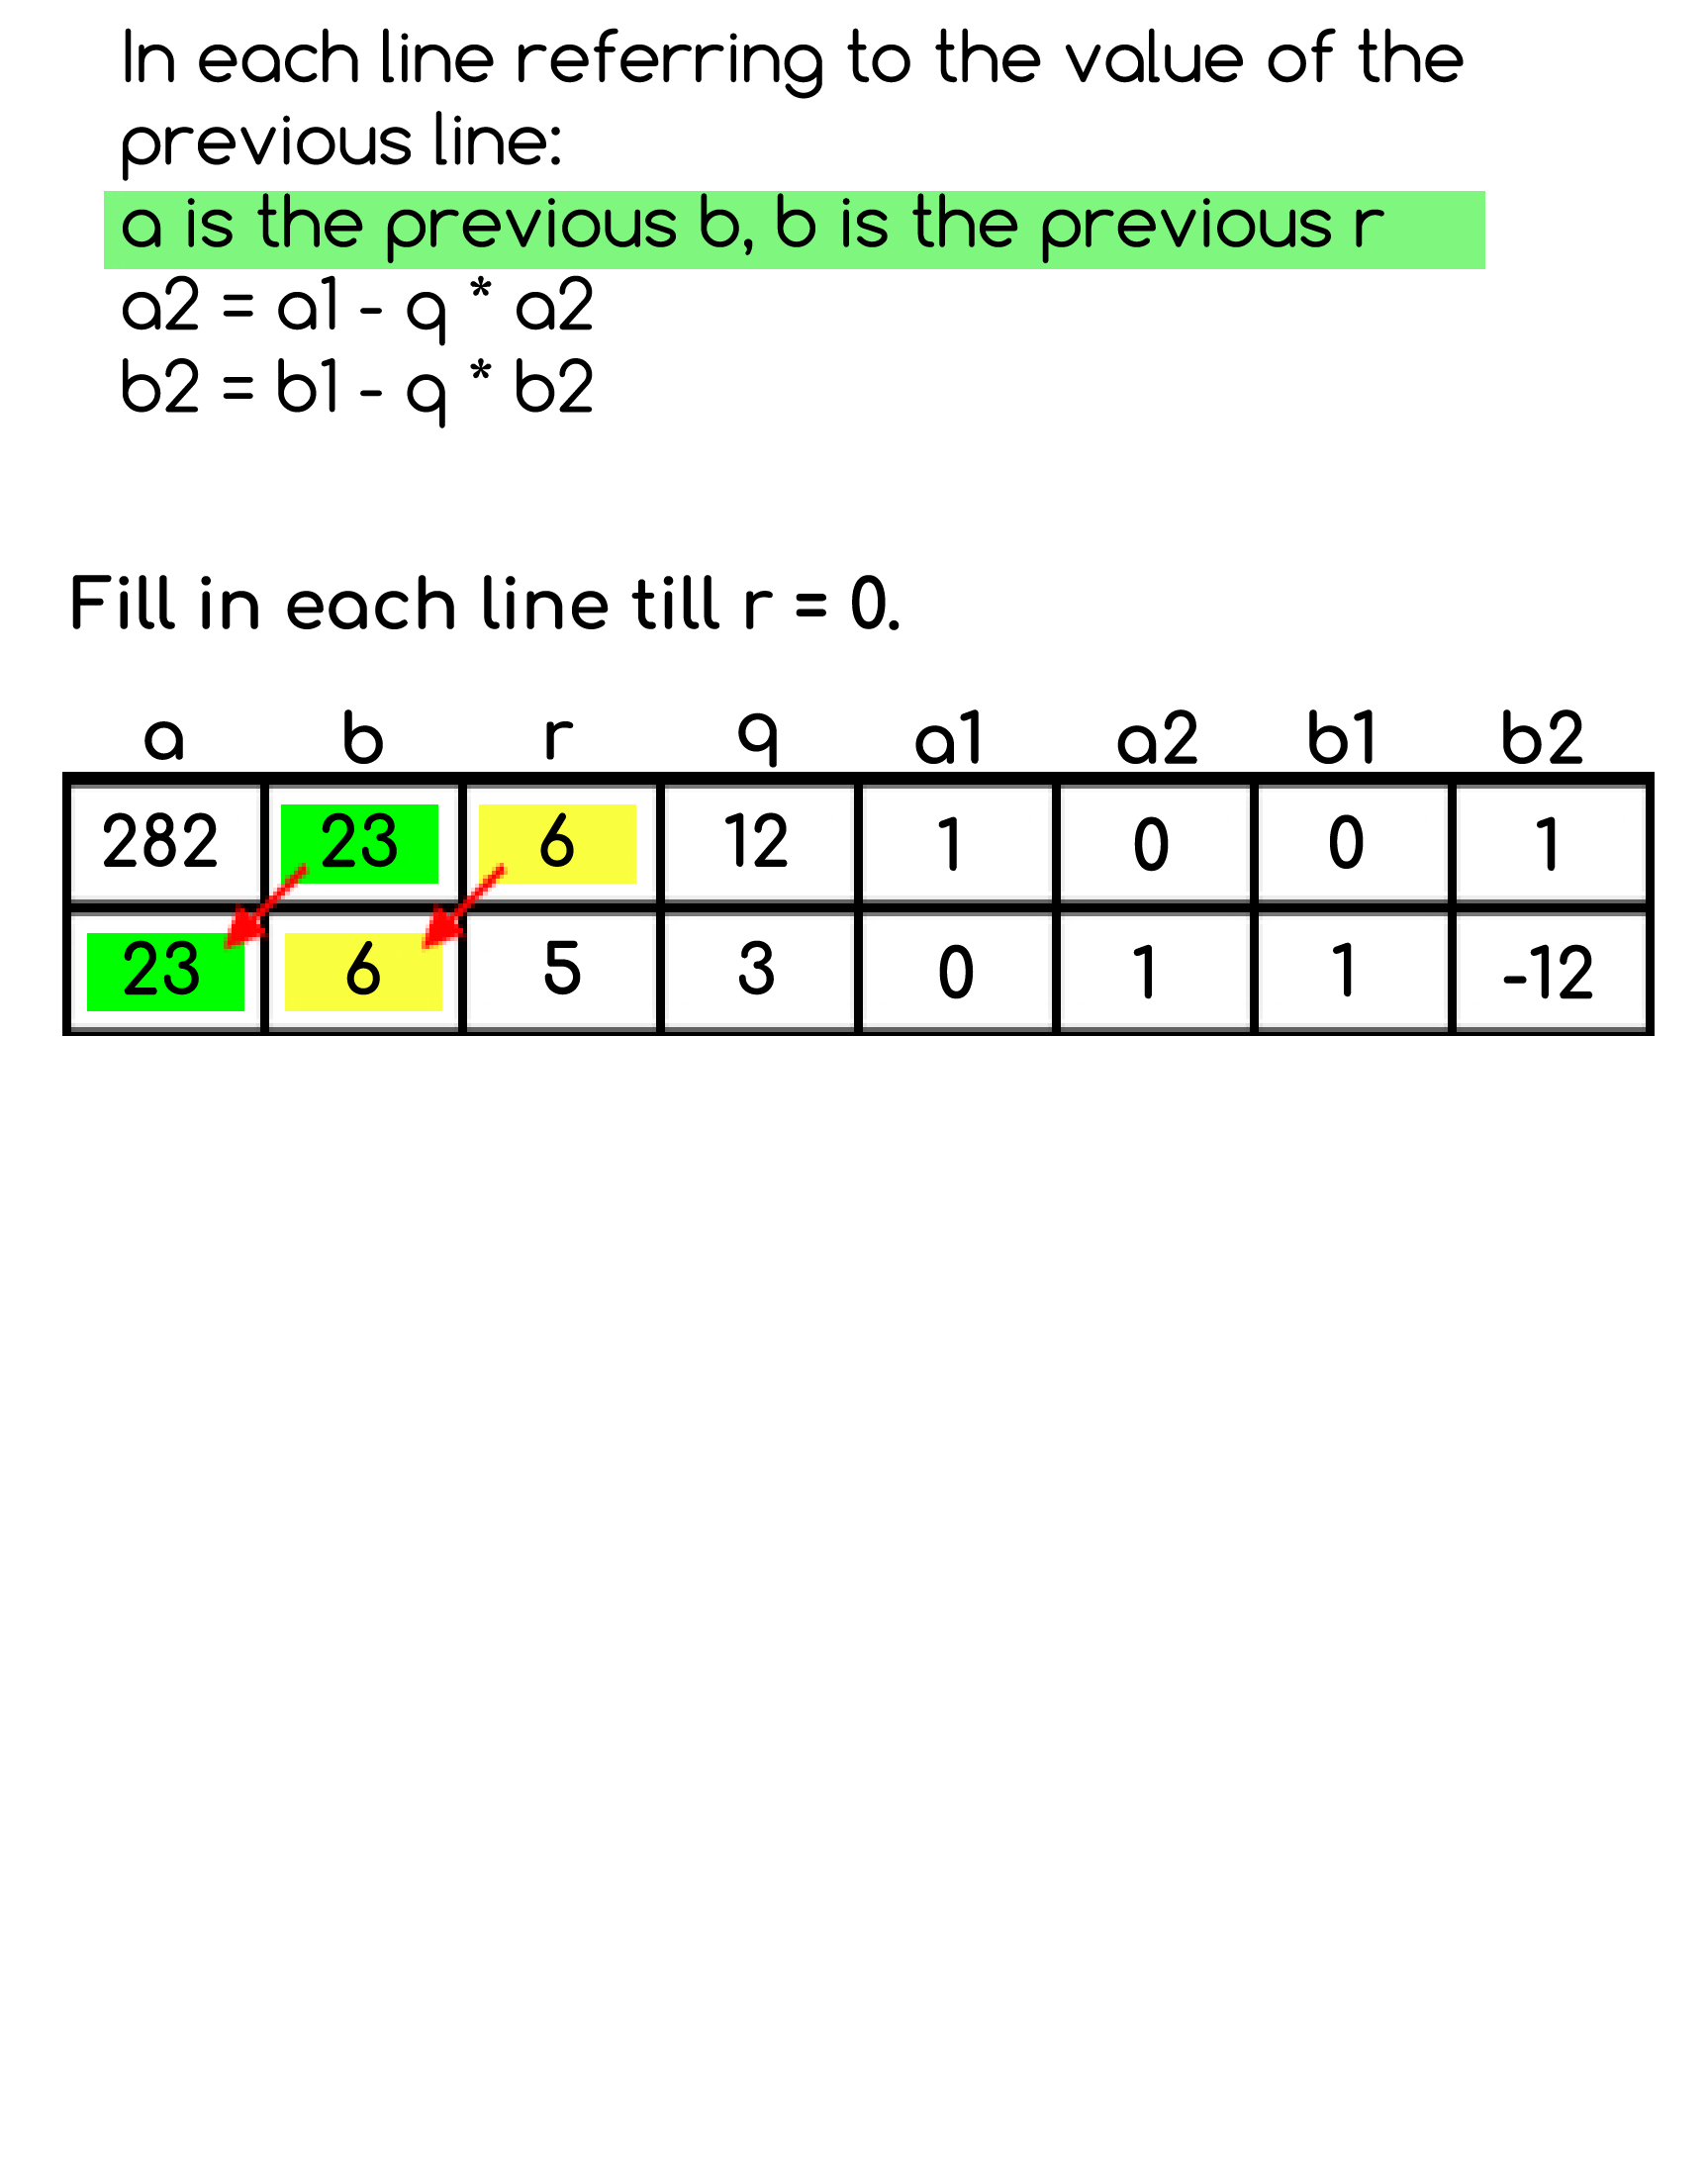 In each line referring to the value of the
previous line:
a is the previous b, b is the previous r
a2 = a1 - q * a2
b2 = b1 - q * b2
Fill in each line till r = 0.
a b r q a1 a2 b1 b2
282 23 6 12 1 0 0 1
23 6 5 3 0 1 1 -12